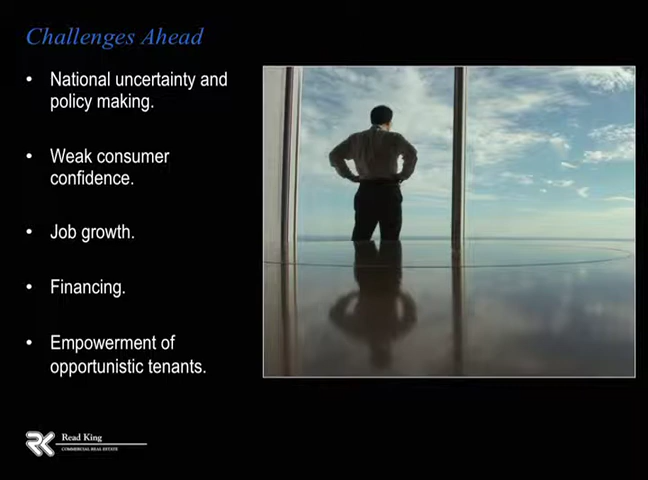 Challenges Ahead
• National uncertainty and
policy making.
• Weak consumer
confidence.
• Job growth.
• Financing.
• Empowerment of
opportunistic tenants.
RK
Read King
COMMERCIAL REAL ESTATE